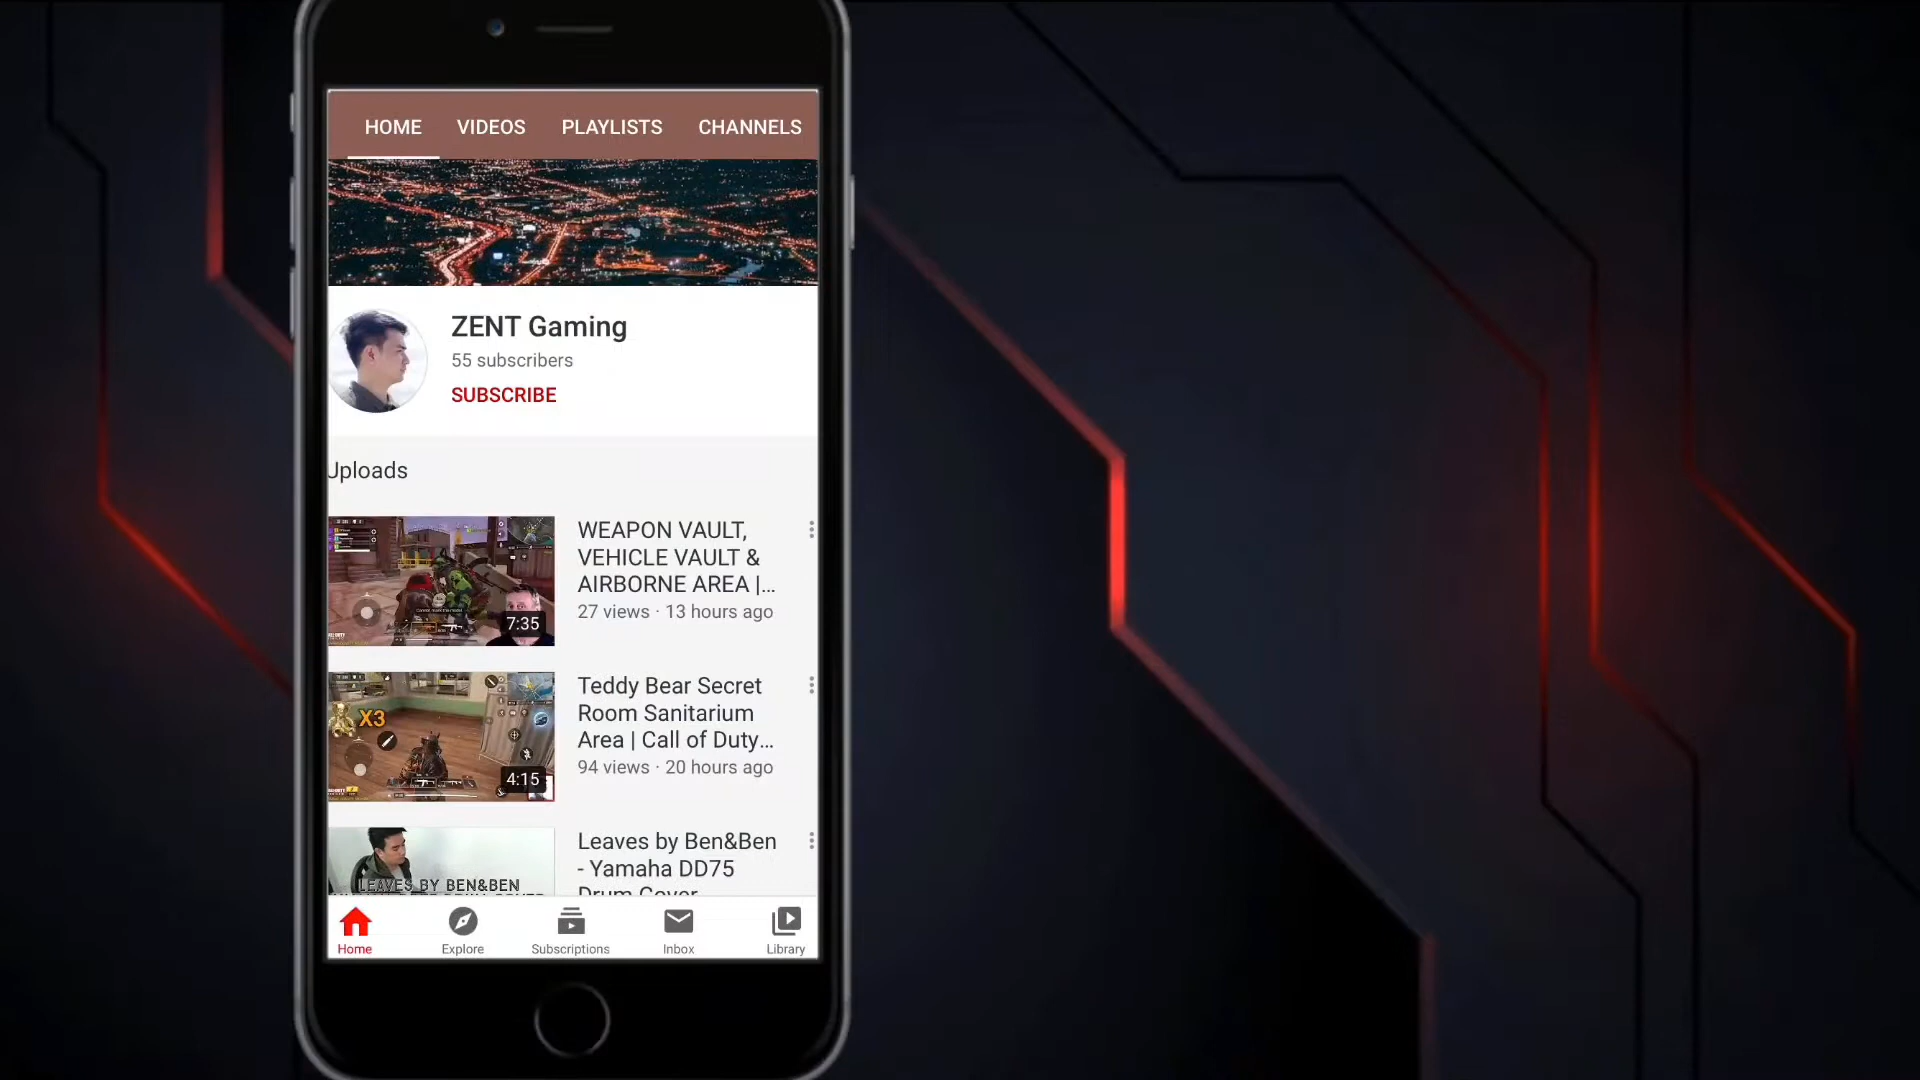 HOME VIDEOS PLAYLISTS CHANNELS
ZENT Gaming
55 subscribers
SUBSCRIBE
Uploads
WEAPON VAULT,
VEHICLE VAULT &
AIRBORNE AREA |...
27 views · 13 hours ago
7:35
Teddy Bear Secret
Room Sanitarium
Area | Call of Duty...
94 views · 20 hours ago
X3
4:15
Leaves by Ben&Ben
- Yamaha DD75
Drum Cover
LEAVES BY BEN&BEN
Home Explore Subscriptions Inbox Library